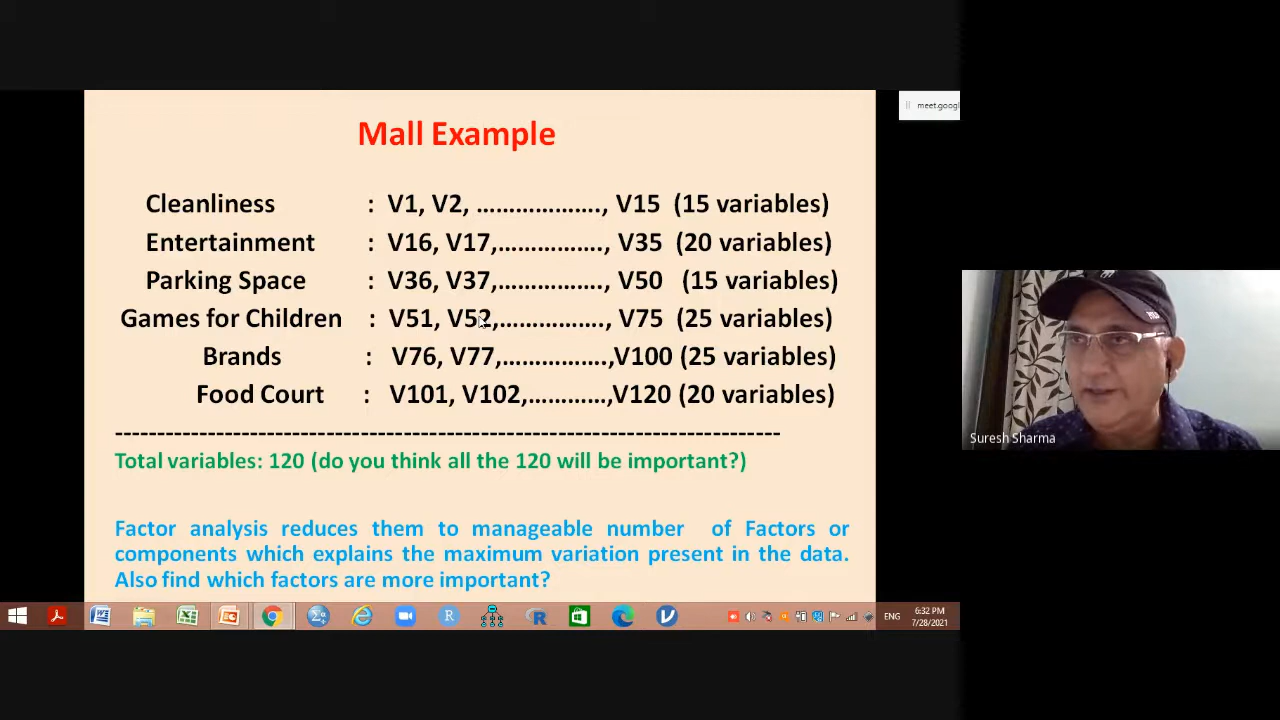 Mall Example
meet.googl
Cleanliness : V1, V2, ..................., V15 (15 variables)
Entertainment : V16, V17,................, V35 (20 variables)
Parking Space : V36, V37,................, V50 (15 variables)
Games for Children : V51, V52,................, V75 (25 variables)
Brands : V76, V77,................,V100 (25 variables)
Food Court : V101, V102,............,V120 (20 variables)
--------------------------------------------------------------------------------
Suresh Sharma
Total variables: 120 (do you think all the 120 will be important?)
Factor analysis reduces them to manageable number of Factors or
components which explains the maximum variation present in the data.
Also find which factors are more important?
ENG
6:32 PM
7/28/2021